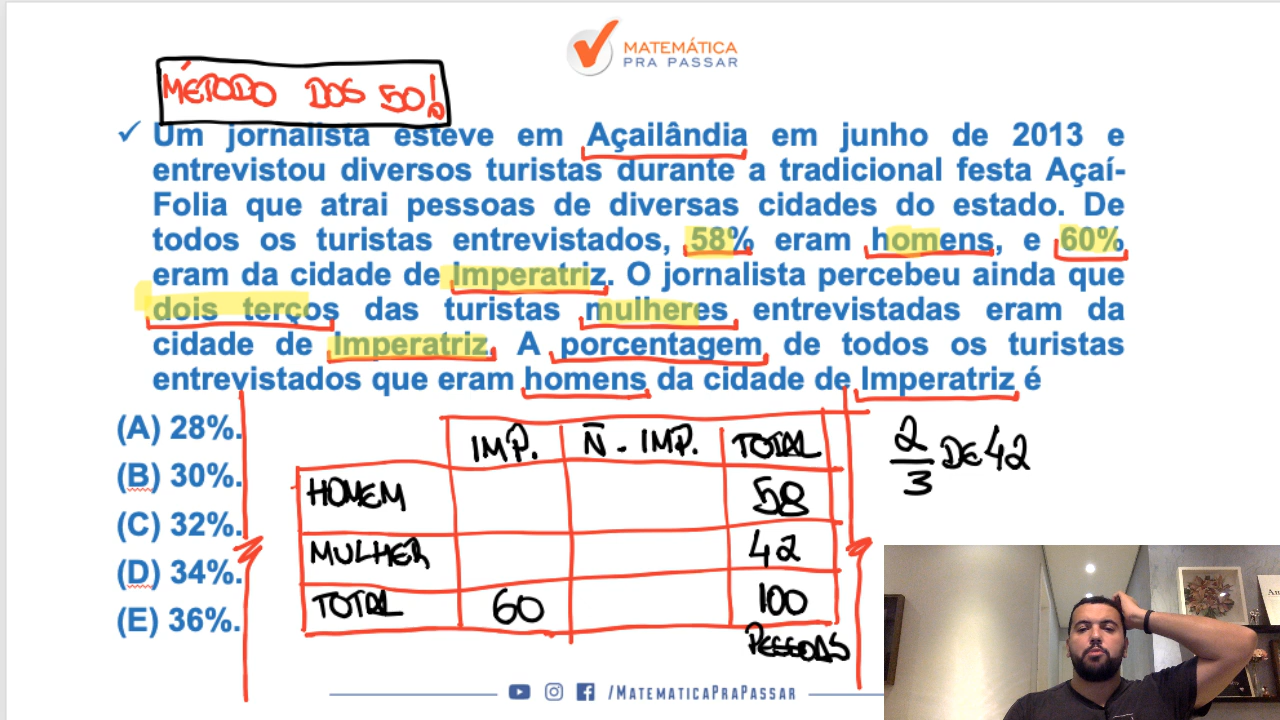 MATEMÁTICA
PRA PASSAR
MÉTODO DOS 50!
✓ Um jornalista esteve em Açailândia em junho de 2013 e
entrevistou diversos turistas durante a tradicional festa Açaí-
Folia que atrai pessoas de diversas cidades do estado. De
todos os turistas entrevistados, 58% eram homens, e 60%
eram da cidade de Imperatriz. O jornalista percebeu ainda que
dois terços das turistas mulheres entrevistadas eram da
cidade de Imperatriz. A porcentagem de todos os turistas
entrevistados que eram homens da cidade de Imperatriz é
(A) 28%.
(B) 30%.
(C) 32%.
(D) 34%.
(E) 36%.
IMP. Ñ - IMP. TOTAL
HOMEM 58
MULHER 42
TOTAL 60 100
PESSOAS
2/3 DE 42
/MATEMATICAPRAPASSAR